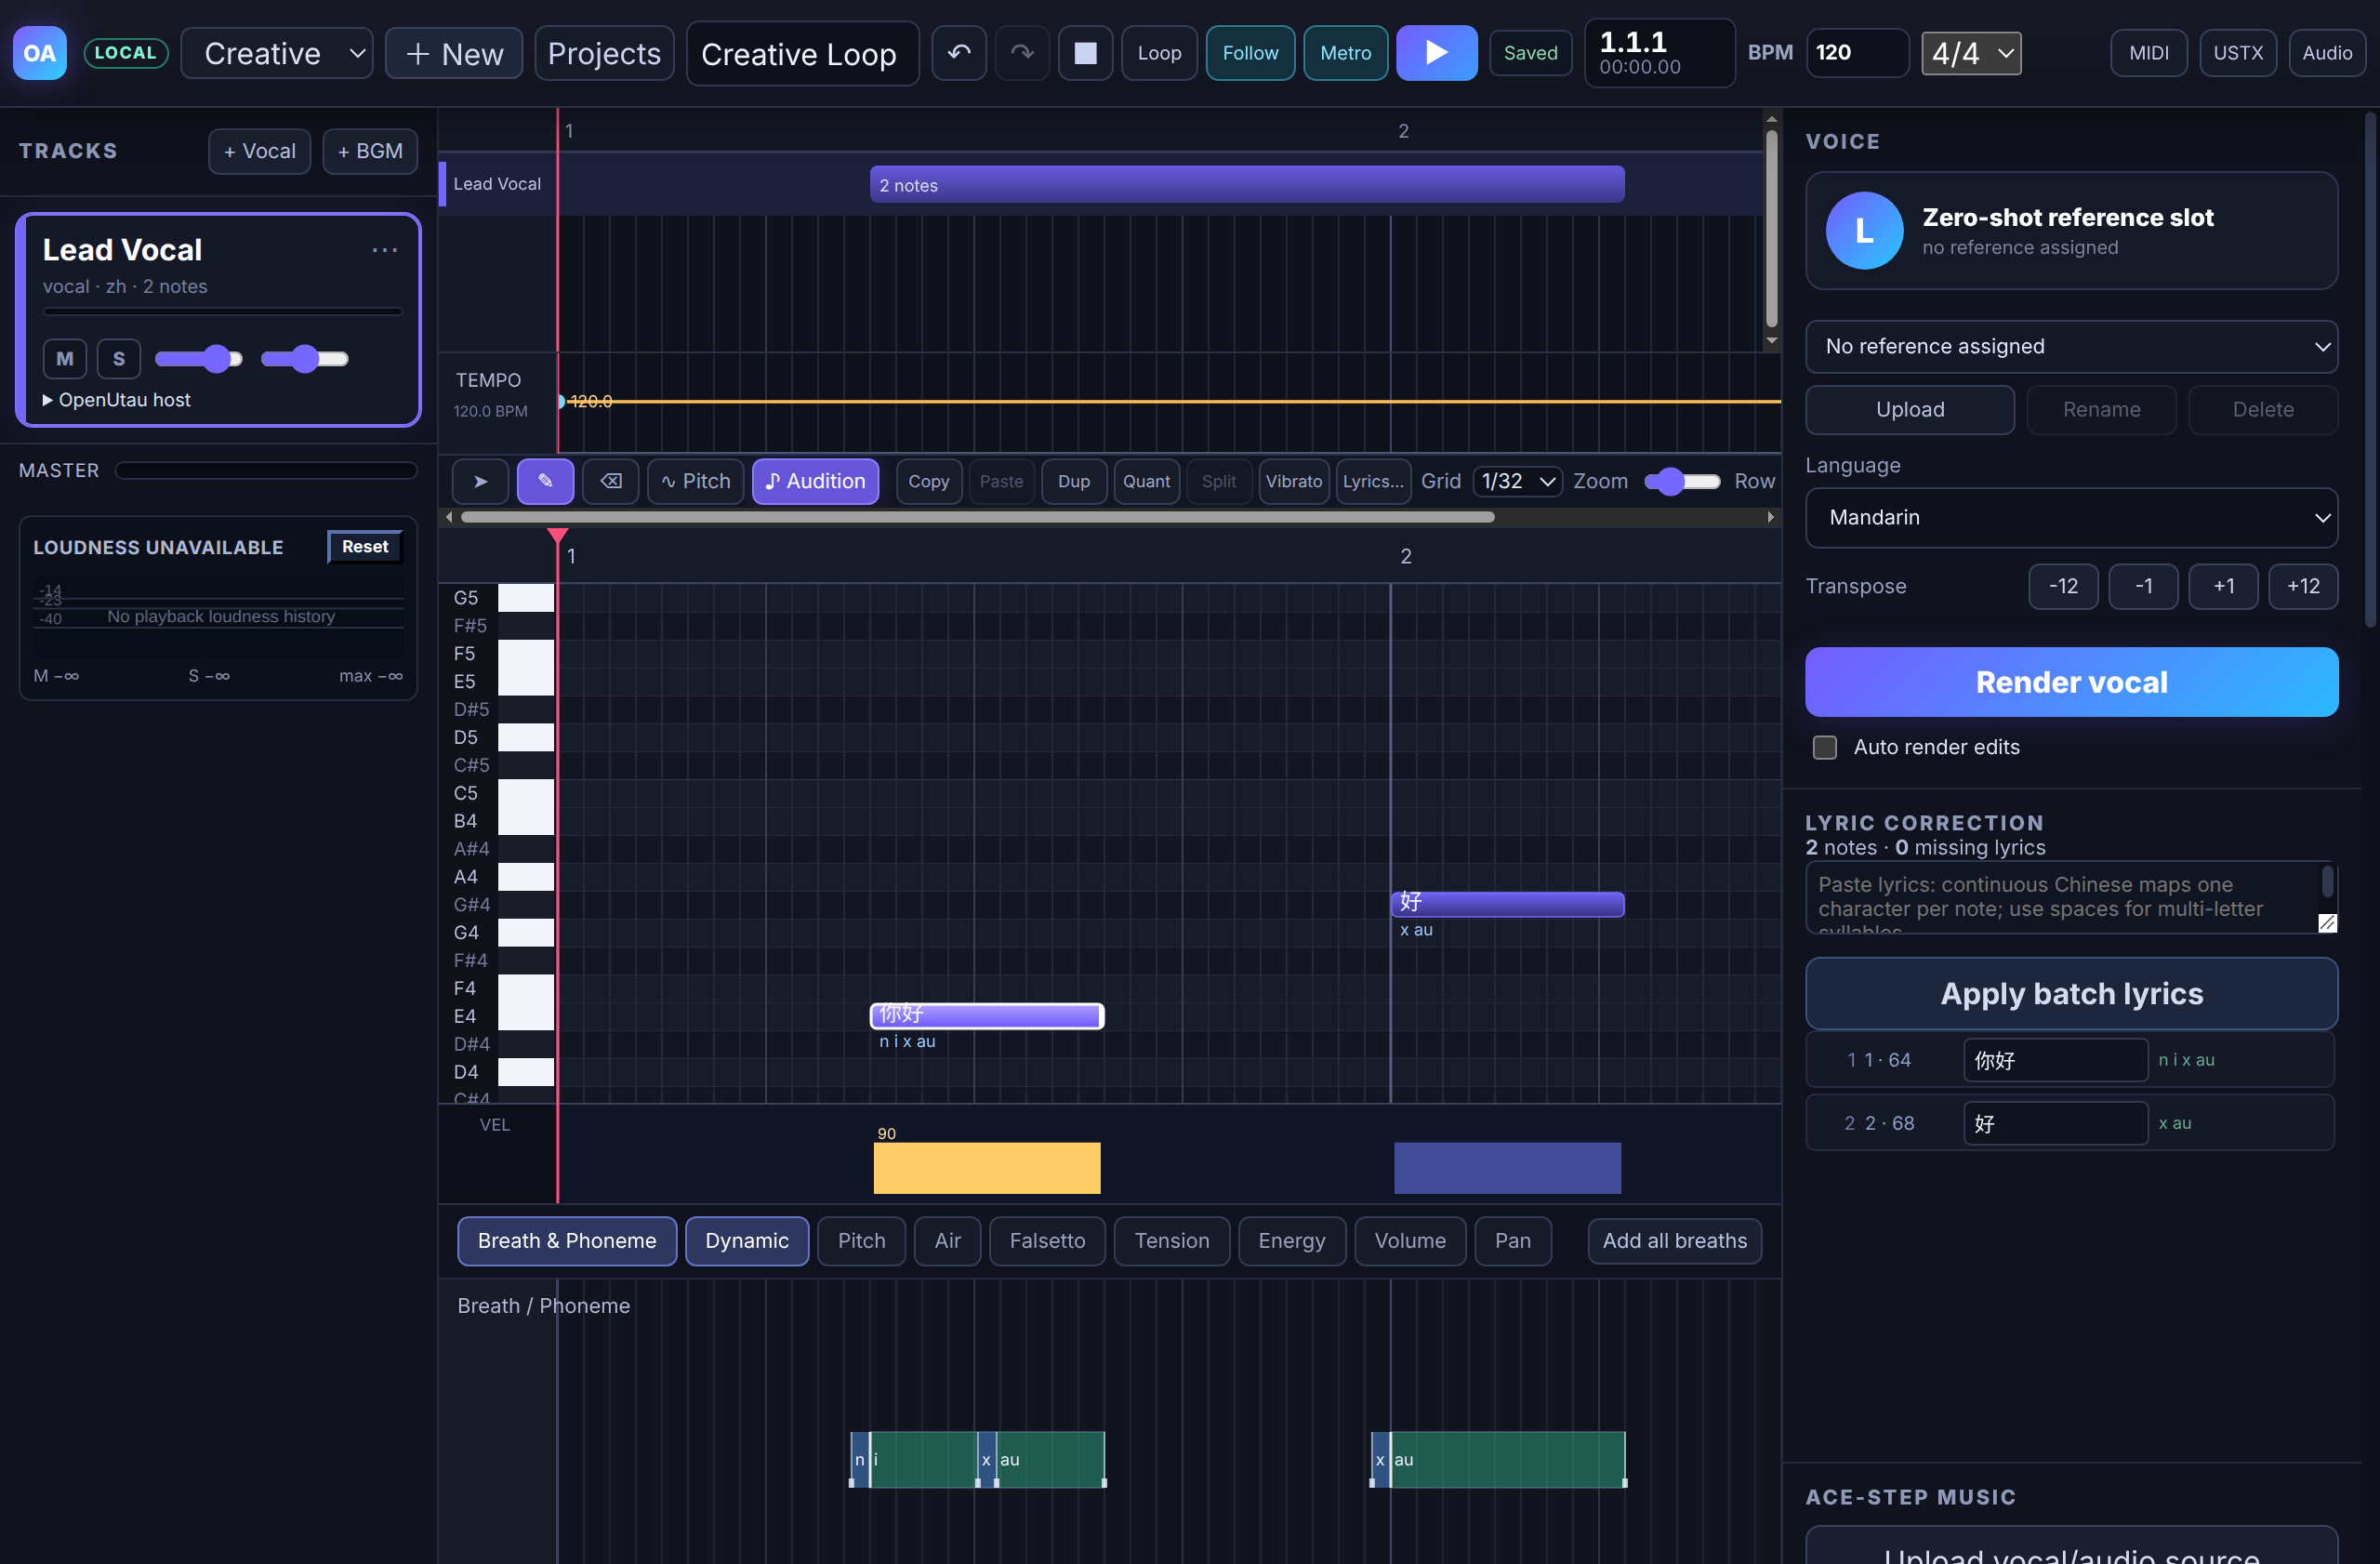 OA
LOCAL
Creative
+ New
Projects
Creative Loop
Loop
Follow
Metro
Saved
1.1.1
00:00.00
BPM
120
4/4
MIDI
USTX
Audio
TRACKS
+ Vocal
+ BGM
Lead Vocal
...
vocal · zh · 2 notes
M
S
OpenUtau host
MASTER
LOUDNESS UNAVAILABLE
Reset
-14
-23
-40
No playback loudness history
M −∞
S −∞
max −∞
1
2
Lead Vocal
2 notes
TEMPO
120.0 BPM
120.0
Pitch
Audition
Copy
Paste
Dup
Quant
Split
Vibrato
Lyrics...
Grid
1/32
Zoom
Row
1
2
G5
F#5
F5
E5
D#5
D5
C#5
C5
B4
A#4
A4
G#4
好
G4
x au
F#4
F4
E4
你好
D#4
n i x au
D4
C#4
VEL
90
Breath & Phoneme
Dynamic
Pitch
Air
Falsetto
Tension
Energy
Volume
Pan
Add all breaths
Breath / Phoneme
n
i
x
au
x
au
VOICE
L
Zero-shot reference slot
no reference assigned
No reference assigned
Upload
Rename
Delete
Language
Mandarin
Transpose
-12
-1
+1
+12
Render vocal
Auto render edits
LYRIC CORRECTION
2 notes · 0 missing lyrics
Paste lyrics: continuous Chinese maps one
character per note; use spaces for multi-letter
syllables
Apply batch lyrics
1 1 · 64
你好
n i x au
2 2 · 68
好
x au
ACE-STEP MUSIC
Upload vocal/audio source